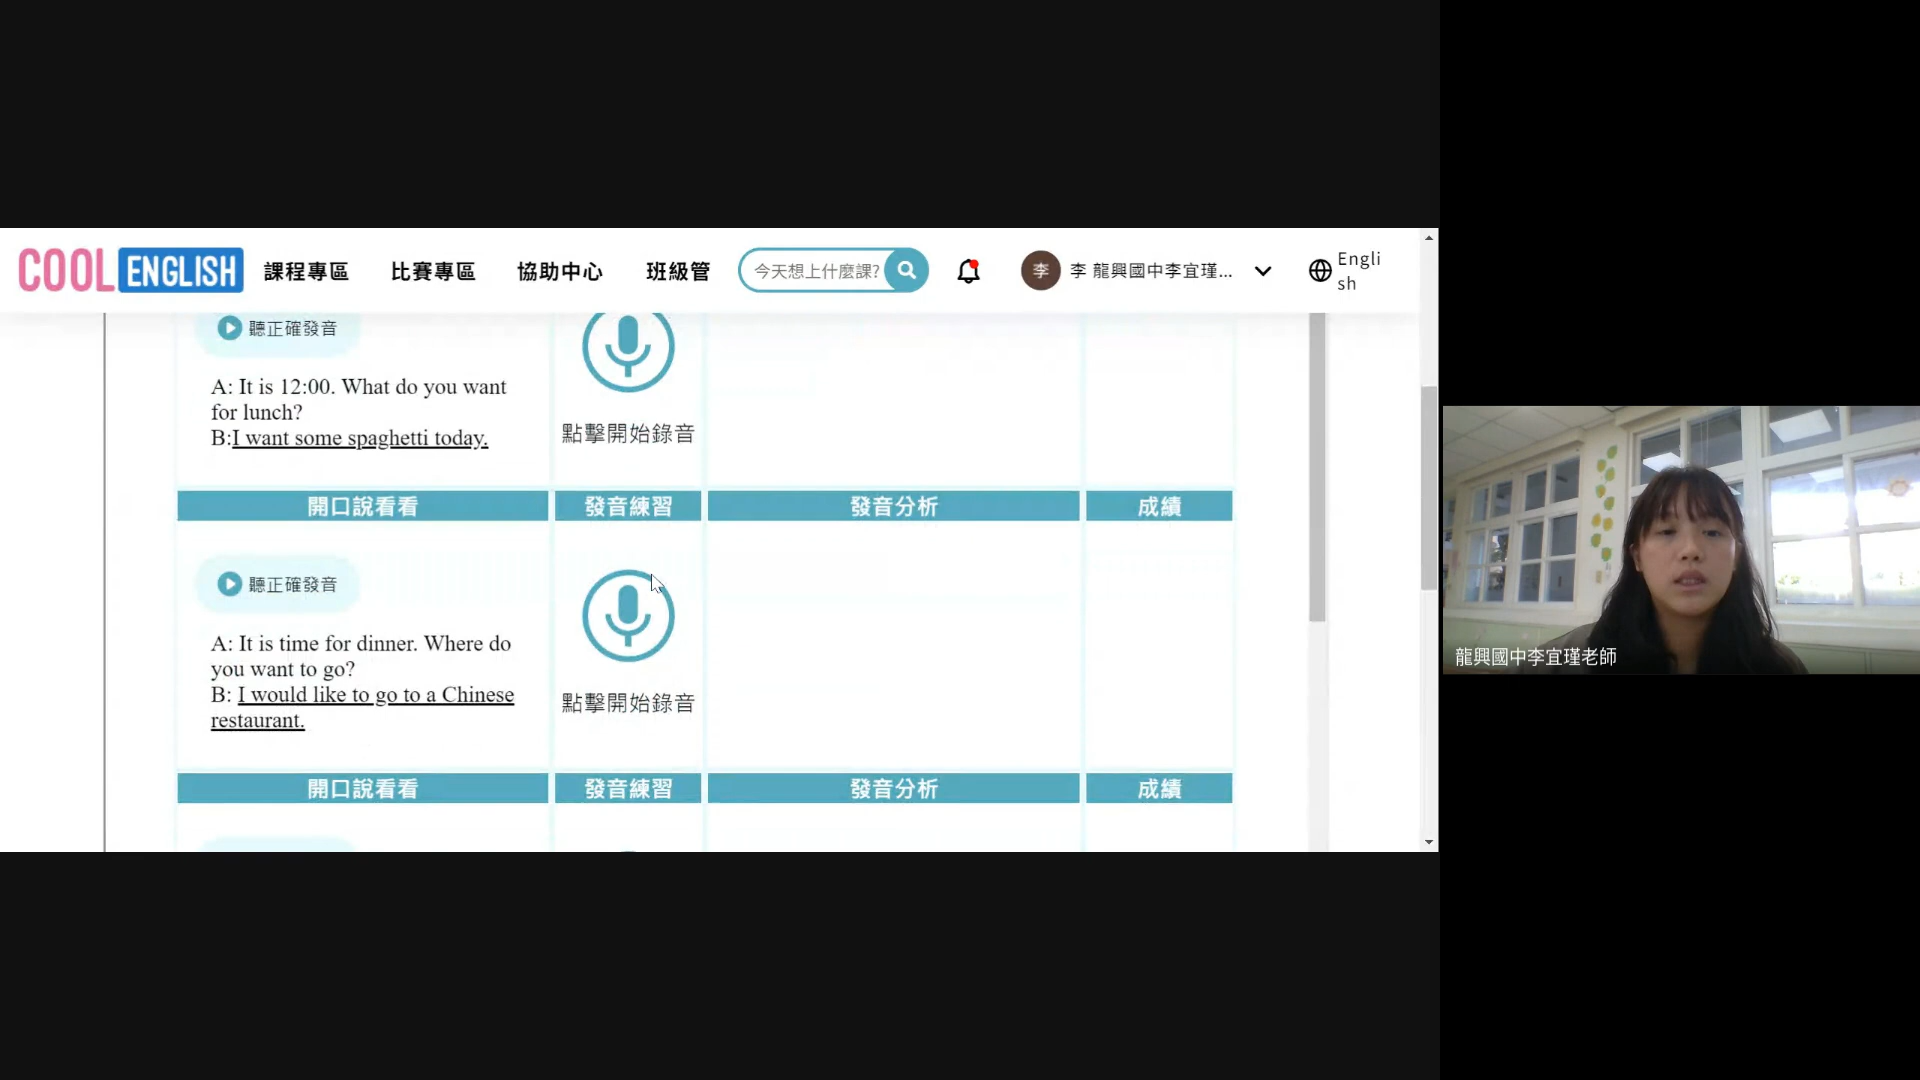 COOL ENGLISH 課程專區 比賽專區 協助中心 班級管 今天想上什麼課? 李 李 龍興國中李宜瑾... Engli
sh
聽正確發音
A: It is 12:00. What do you want
for lunch?
B:I want some spaghetti today.
點擊開始錄音
開口說看看 發音練習 發音分析 成績
聽正確發音
A: It is time for dinner. Where do
you want to go?
B: I would like to go to a Chinese
restaurant.
點擊開始錄音
開口說看看 發音練習 發音分析 成績
龍興國中李宜瑾老師